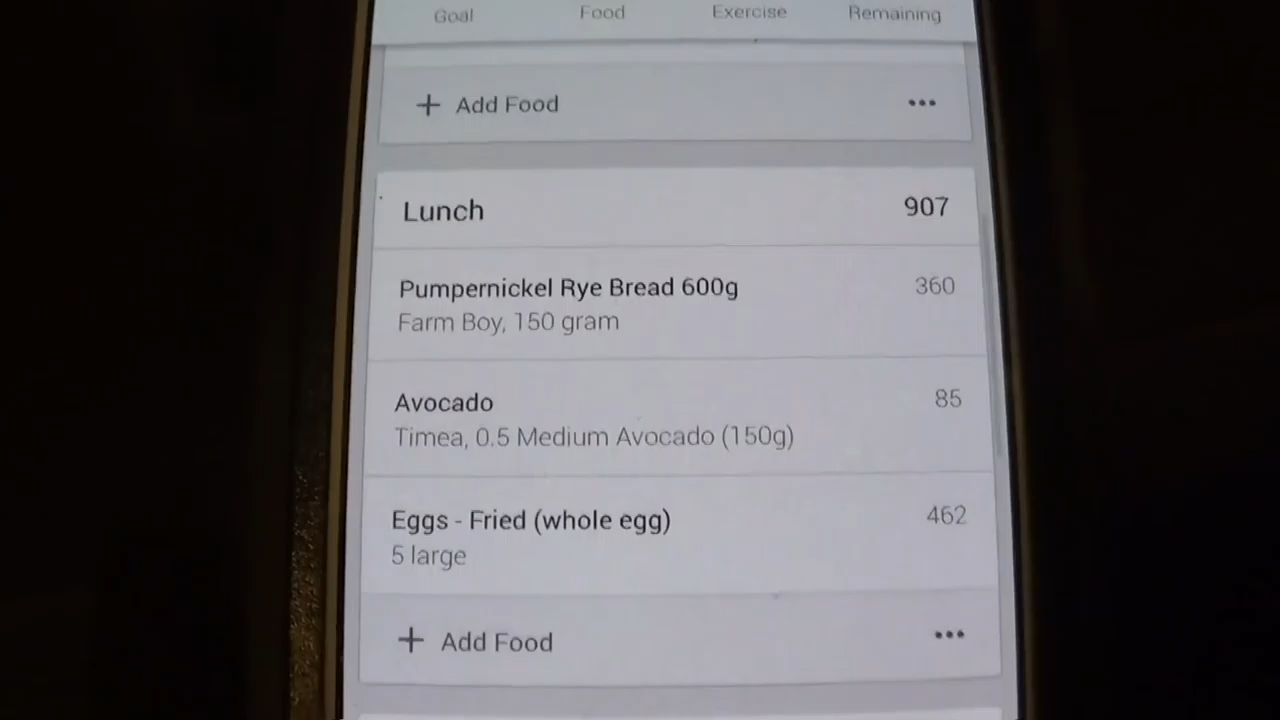 Goal Food Exercise Remaining
+ Add Food •••
Lunch 907
Pumpernickel Rye Bread 600g 360
Farm Boy, 150 gram
Avocado 85
Timea, 0.5 Medium Avocado (150g)
Eggs - Fried (whole egg) 462
5 large
+ Add Food •••